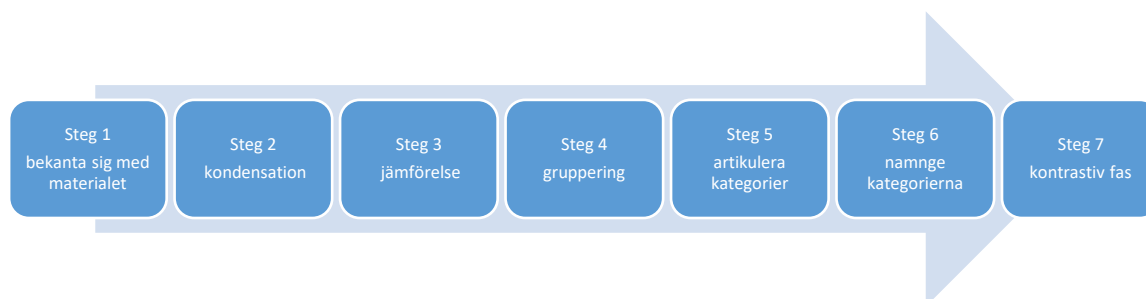 Steg 1
bekanta sig med
materialet
Steg 2
kondensation
Steg 3
jämförelse
Steg 4
gruppering
Steg 5
artikulera
kategorier
Steg 6
namnge
kategorierna
Steg 7
kontrastiv fas